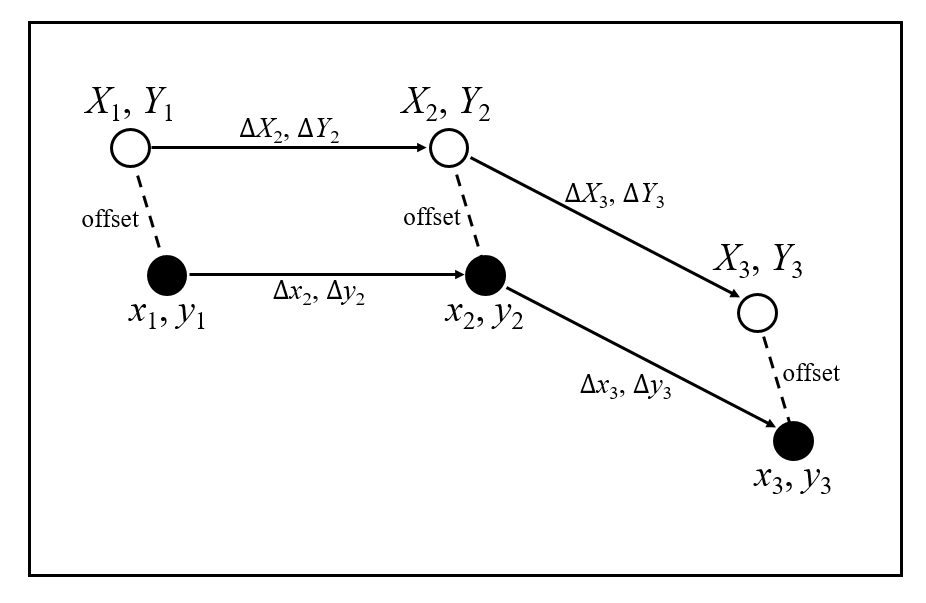 X₁, Y₁
X₂, Y₂
ΔX₂, ΔY₂
ΔX₃, ΔY₃
offset
offset
X₃, Y₃
Δx₂, Δy₂
x₁, y₁
x₂, y₂
offset
Δx₃, Δy₃
x₃, y₃